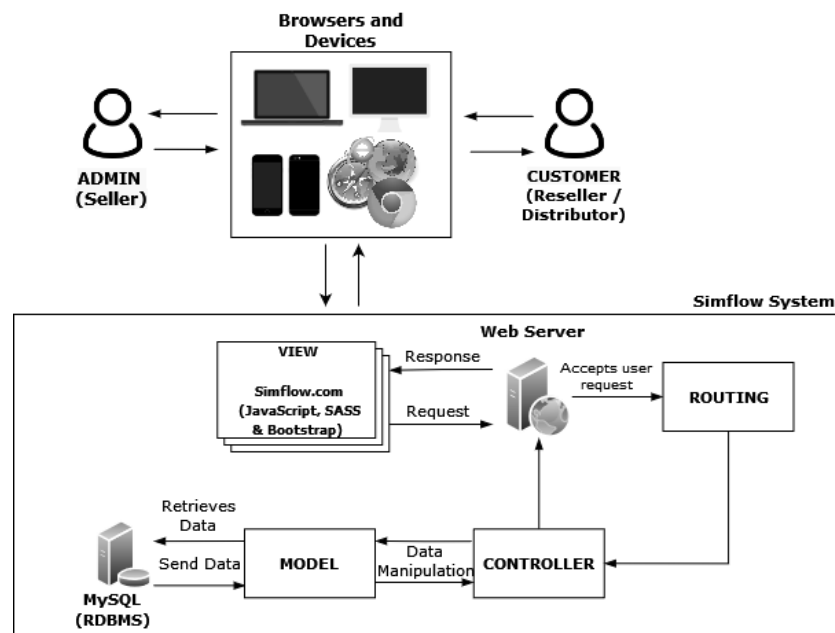 Browsers and
Devices
ADMIN
(Seller)
CUSTOMER
(Reseller /
Distributor)
Simflow System
VIEW
Simflow.com
(JavaScript, SASS
& Bootstrap)
Response
Request
Web Server
Accepts user
request
ROUTING
Retrieves
Data
Send Data
MySQL
(RDBMS)
MODEL
Data
Manipulation
CONTROLLER